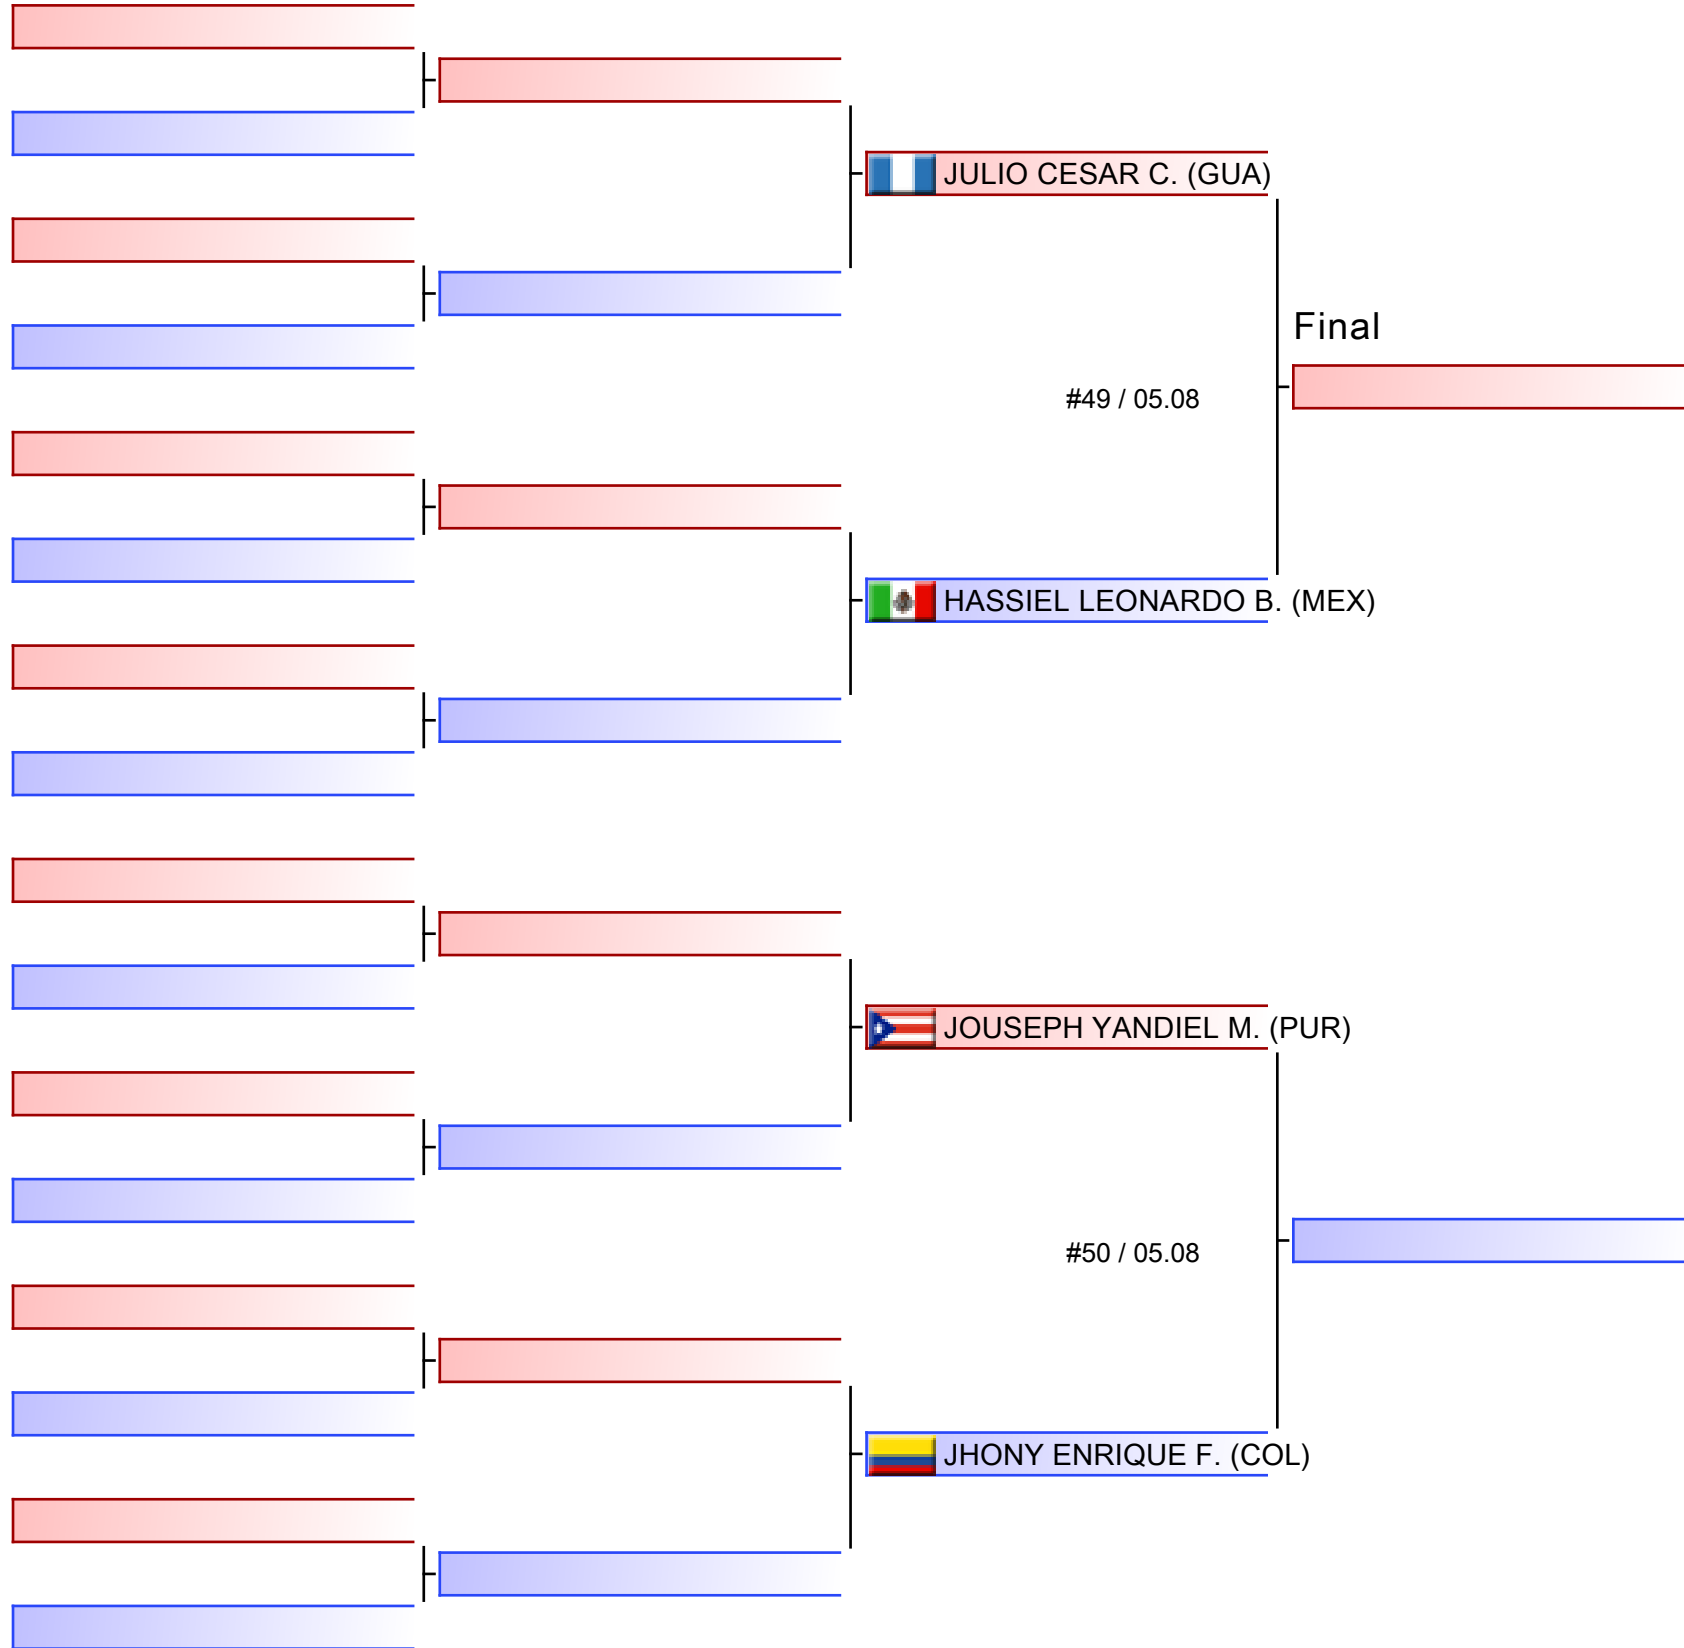 JULIO CESAR C. (GUA)
Final
#49 / 05.08
HASSIEL LEONARDO B. (MEX)
JOUSEPH YANDIEL M. (PUR)
#50 / 05.08
JHONY ENRIQUE F. (COL)